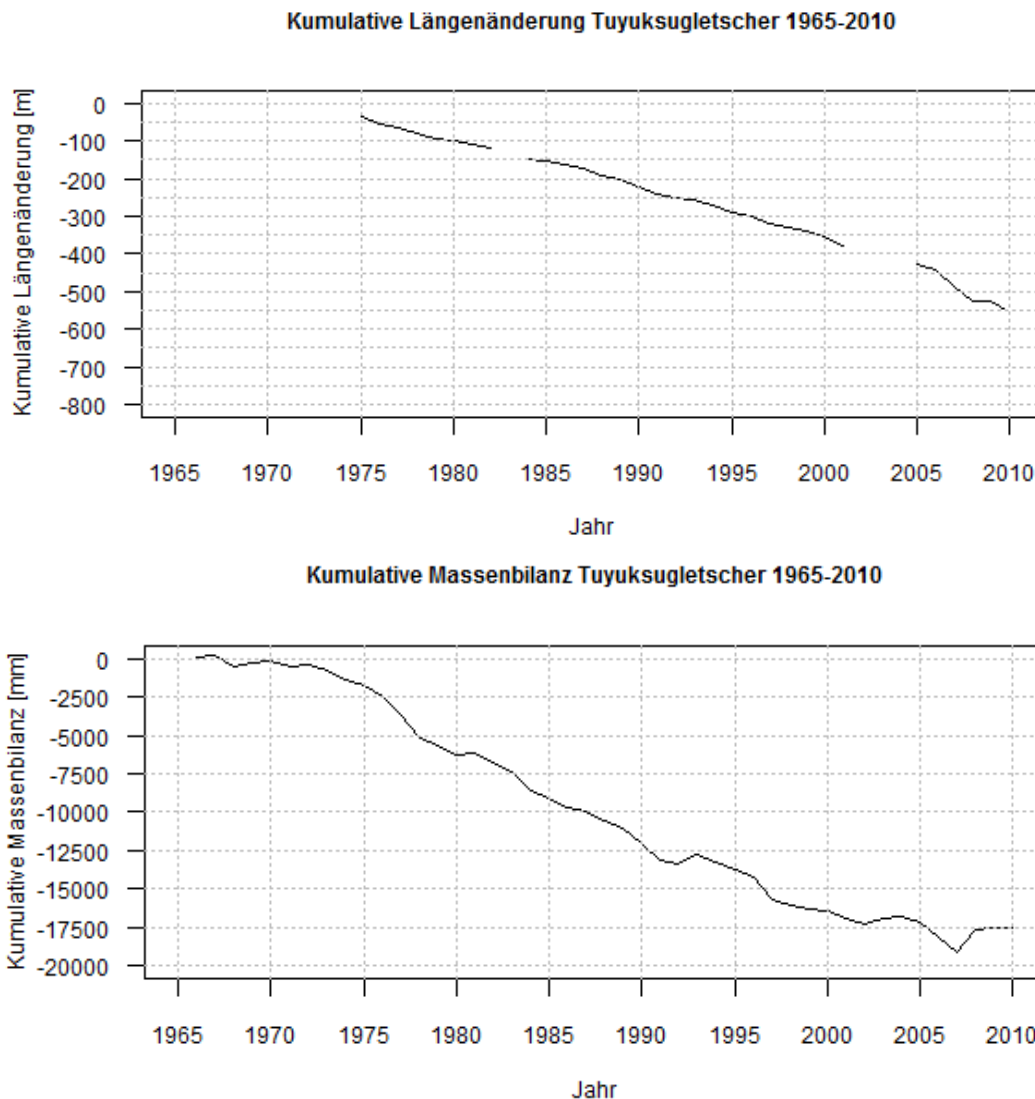 Kumulative Längenänderung Tuyuksugletscher 1965-2010
Kumulative Längenänderung [m]
0
-100
-200
-300
-400
-500
-600
-700
-800
1965 1970 1975 1980 1985 1990 1995 2000 2005 2010
Jahr
Kumulative Massenbilanz Tuyuksugletscher 1965-2010
Kumulative Massenbilanz [mm]
0
-2500
-5000
-7500
-10000
-12500
-15000
-17500
-20000
1965 1970 1975 1980 1985 1990 1995 2000 2005 2010
Jahr